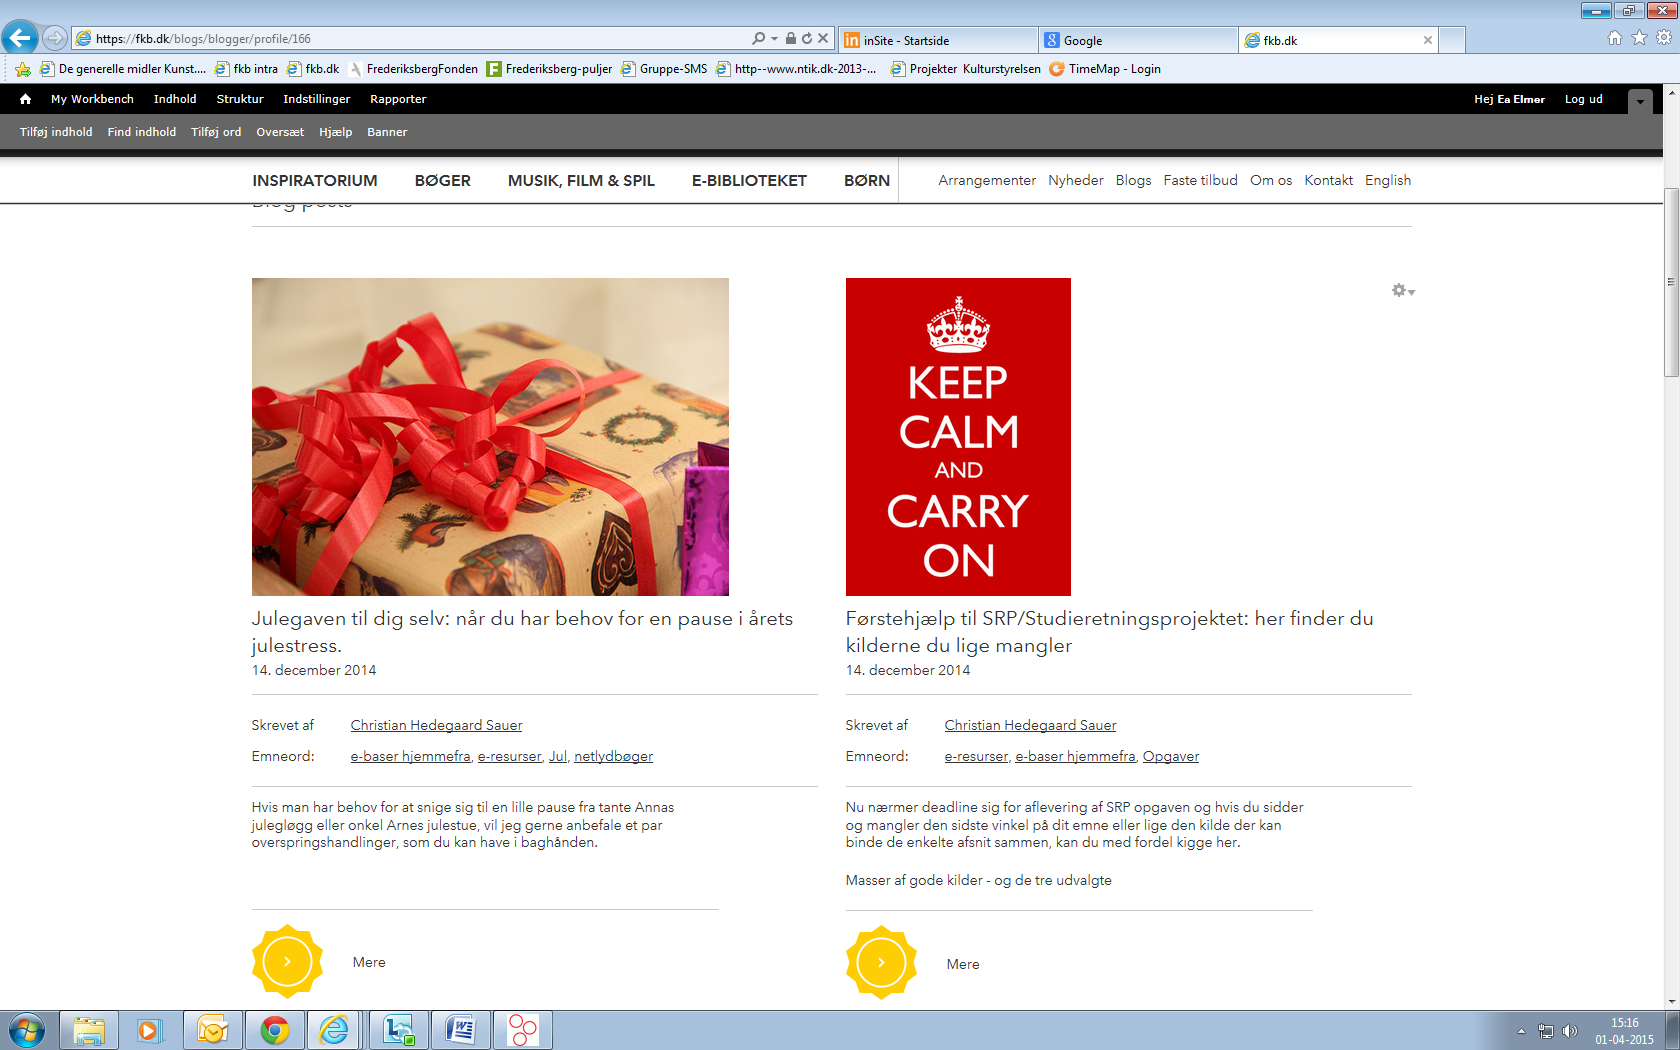 https://fkb.dk/blogs/blogger/profile/166
inSite - Startside
Google
fkb.dk
De generelle midler Kunst....
fkb intra
fkb.dk
FrederiksbergFonden
Frederiksberg-puljer
Gruppe-SMS
http--www.ntik.dk-2013-...
Projekter Kulturstyrelsen
TimeMap - Login
My Workbench
Indhold
Struktur
Indstillinger
Rapporter
Hej Ea Elmer
Log ud
Tilføj indhold
Find indhold
Tilføj ord
Oversæt
Hjælp
Banner
INSPIRATORIUM
BØGER
MUSIK, FILM & SPIL
E-BIBLIOTEKET
BØRN
Arrangementer
Nyheder
Blogs
Faste tilbud
Om os
Kontakt
English
Blog posts
Julegaven til dig selv: når du har behov for en pause i årets
julestress.
14. december 2014
Skrevet af Christian Hedegaard Sauer
Emneord: e-baser hjemmefra, e-resurser, Jul, netlydbøger
Hvis man har behov for at snige sig til en lille pause fra tante Annas
julegløgg eller onkel Arnes julestue, vil jeg gerne anbefale et par
overspringshandlinger, som du kan have i baghånden.
Mere
KEEP
CALM
AND
CARRY
ON
Førstehjælp til SRP/Studieretningsprojektet: her finder du
kilderne du lige mangler
14. december 2014
Skrevet af Christian Hedegaard Sauer
Emneord: e-resurser, e-baser hjemmefra, Opgaver
Nu nærmer deadline sig for aflevering af SRP opgaven og hvis du sidder
og mangler den sidste vinkel på dit emne eller lige den kilde der kan
binde de enkelte afsnit sammen, kan du med fordel kigge her.
Masser af gode kilder - og de tre udvalgte
Mere
15:16
01-04-2015